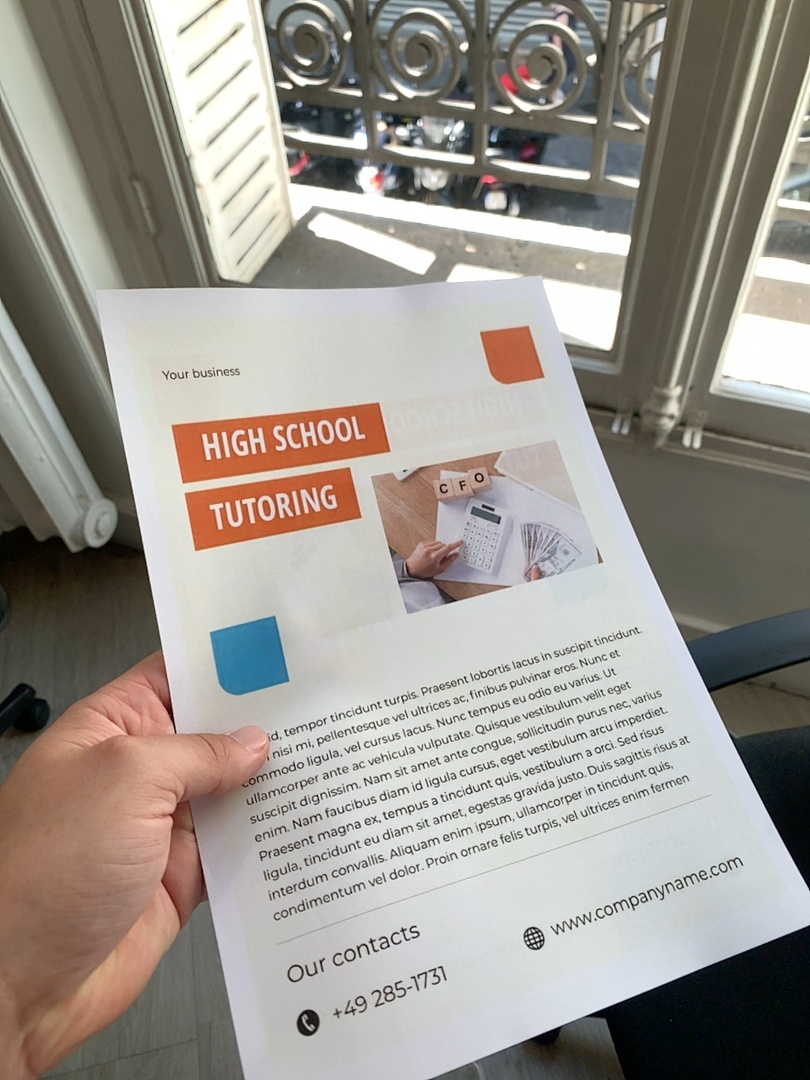 Your business
HIGH SCHOOL
TUTORING
C F O
id, tempor tincidunt turpis. Praesent lobortis lacus in suscipit tincidunt.
nisi mi, pellentesque vel ultrices ac, finibus pulvinar eros. Nunc et
commodo ligula, vel cursus lacus. Nunc tempus eu odio eu varius. Ut
ullamcorper ante ac vehicula vulputate. Quisque vestibulum velit eget
suscipit dignissim. Nam sit amet ante congue, sollicitudin purus nec, varius
enim. Nam faucibus diam id ligula cursus, eget vestibulum arcu imperdiet.
Praesent magna ex, tempus a tincidunt quis, vestibulum a orci. Sed risus
ligula, tincidunt eu diam sit amet, egestas gravida justo. Duis sagittis risus at
interdum convallis. Aliquam enim ipsum, ullamcorper in tincidunt quis,
condimentum vel dolor. Proin ornare felis turpis, vel ultrices enim fermen
Our contacts
+49 285-1731
www.companyname.com